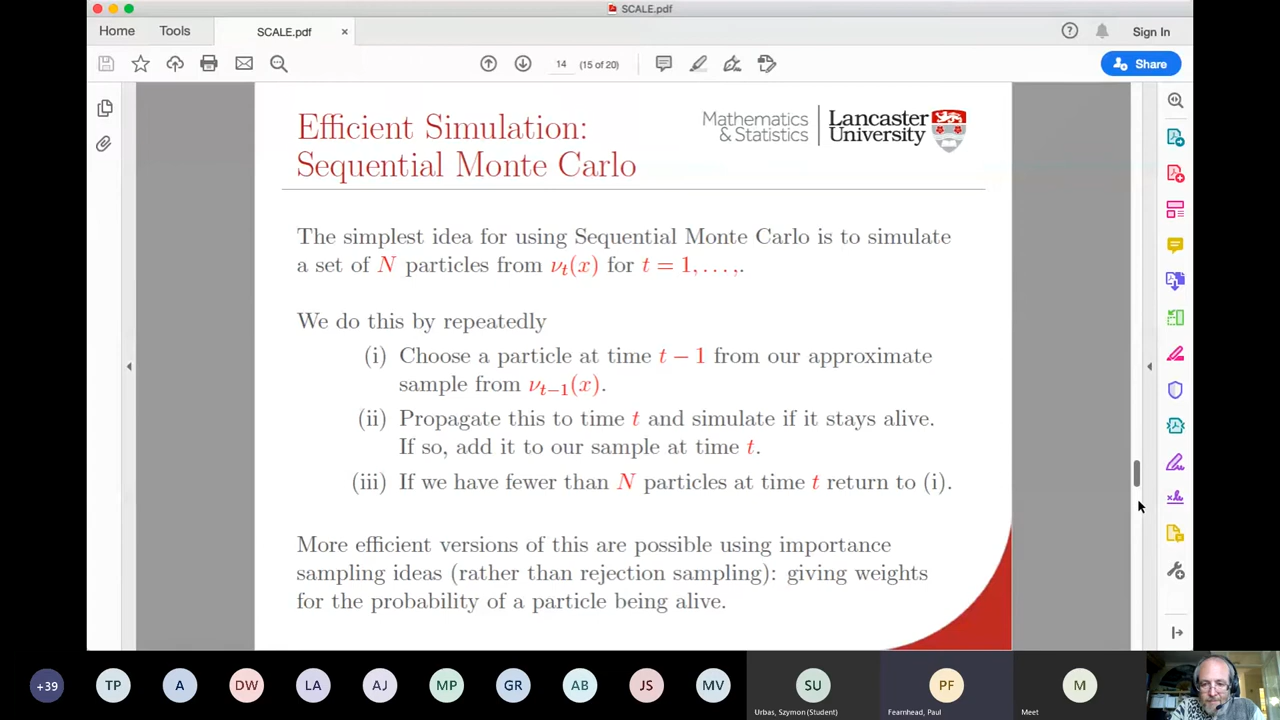 SCALE.pdf
Home
Tools
SCALE.pdf
×
Sign In
14
(15 of 20)
Share
Efficient Simulation:
Sequential Monte Carlo
Mathematics
& Statistics
Lancaster
University
The simplest idea for using Sequential Monte Carlo is to simulate
a set of N particles from νt(x) for t = 1, . . . ,.
We do this by repeatedly
(i) Choose a particle at time t − 1 from our approximate
sample from νt−1(x).
(ii) Propagate this to time t and simulate if it stays alive.
If so, add it to our sample at time t.
(iii) If we have fewer than N particles at time t return to (i).
More efficient versions of this are possible using importance
sampling ideas (rather than rejection sampling): giving weights
for the probability of a particle being alive.
+39
TP
A
DW
LA
AJ
MP
GR
AB
JS
MV
SU
PF
M
Urbas, Szymon (Student)
Fearnhead, Paul
Meet